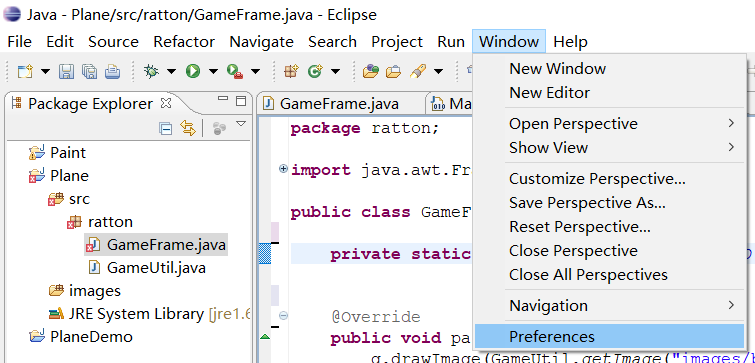 Java - Plane/src/ratton/GameFrame.java - Eclipse
File Edit Source Refactor Navigate Search Project Run Window Help
New Window
New Editor
Open Perspective
Show View
Customize Perspective...
Save Perspective As...
Reset Perspective...
Close Perspective
Close All Perspectives
Navigation
Preferences
Package Explorer
Paint
Plane
src
ratton
GameFrame.java
GameUtil.java
images
JRE System Library [jre1.6
PlaneDemo
GameFrame.java
Ma
package ratton;
import java.awt.Fr
public class GameF
private static
@Override
public void pa
g.drawImage(GameUtil.getImage("images/